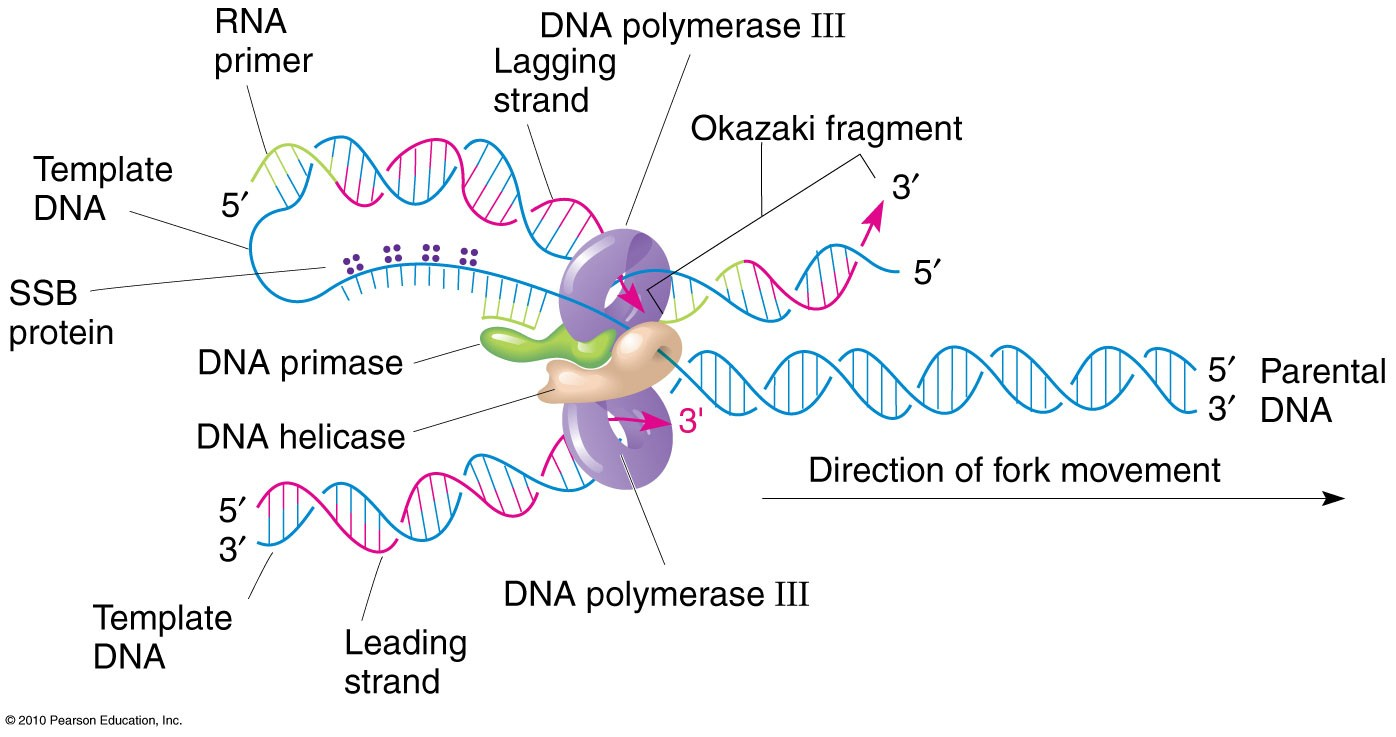 RNA
primer
DNA polymerase III
Lagging
strand
Okazaki fragment
Template
DNA
5′
3′
5′
SSB
protein
DNA primase
5′
3′
Parental
DNA
3'
DNA helicase
Direction of fork movement
5′
3′
DNA polymerase III
Template
DNA
Leading
strand
© 2010 Pearson Education, Inc.